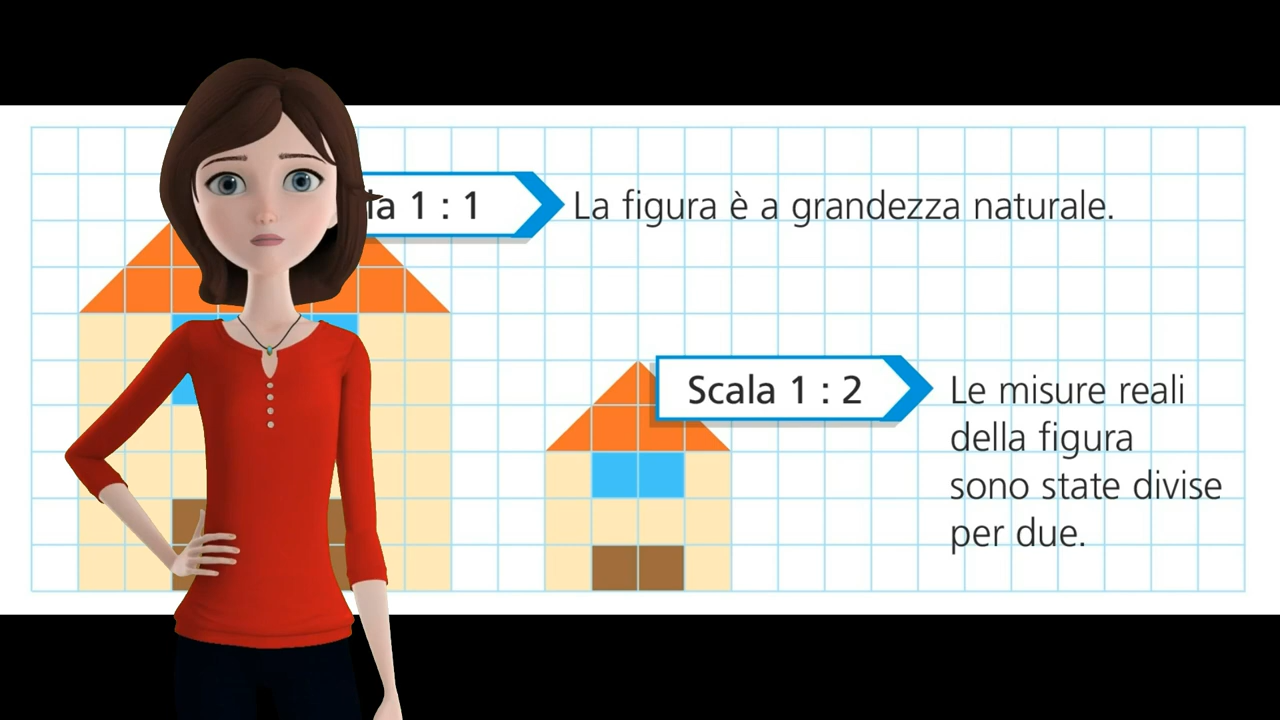 1 : 1
La figura è a grandezza naturale.
Scala 1 : 2
Le misure reali
della figura
sono state divise
per due.